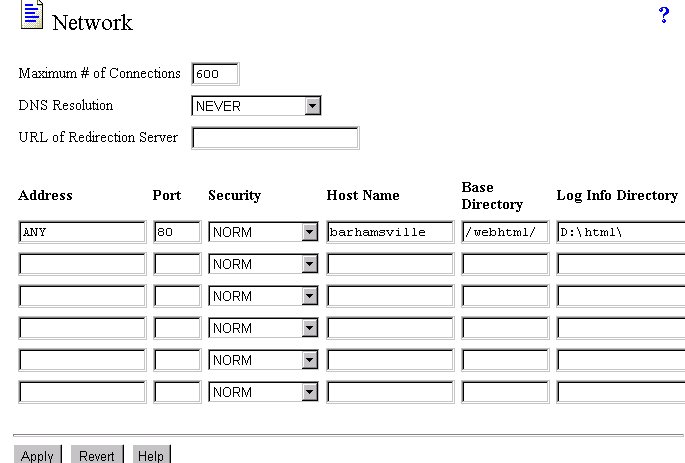 Network ?
Maximum # of Connections 600
DNS Resolution NEVER
URL of Redirection Server
Address Port Security Host Name Base Directory Log Info Directory
ANY 80 NORM barhamsville /webhtml/ D:\html\
NORM
NORM
NORM
NORM
NORM
Apply Revert Help